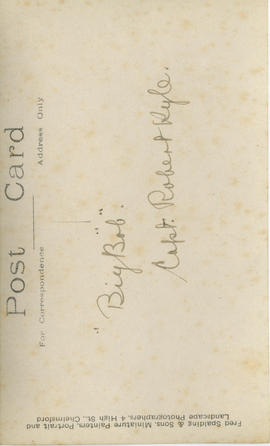 Post Card
For Correspondence
Address Only
"Big Bob."
Capt. Robert Kyle.
Fred Spalding & Sons, Miniature Painters, Portrait and
Landscape Photographers, 4 High St., Chelmsford